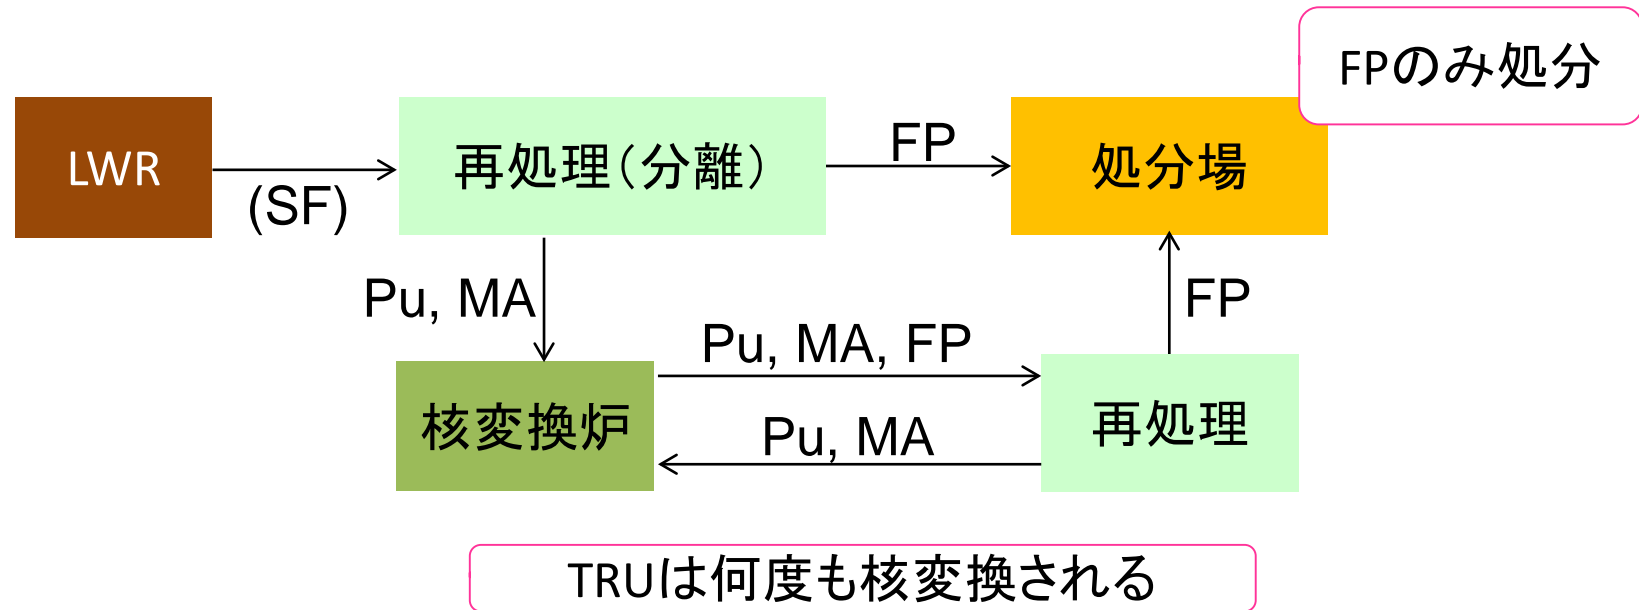 FPのみ処分
LWR
(SF)
再処理（分離）
FP
処分場
Pu, MA
FP
Pu, MA, FP
核変換炉
Pu, MA
再処理
TRUは何度も核変換される